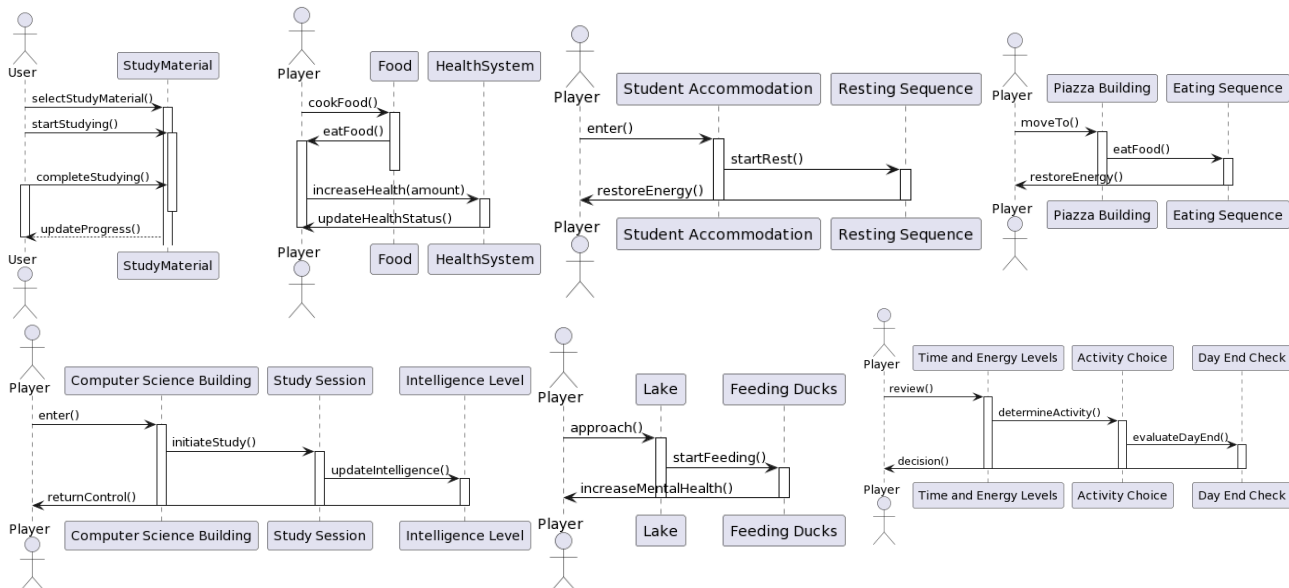 User
StudyMaterial
selectStudyMaterial()
startStudying()
completeStudying()
updateProgress()
User
StudyMaterial
Player
Food
HealthSystem
cookFood()
eatFood()
increaseHealth(amount)
updateHealthStatus()
Player
Food
HealthSystem
Player
Student Accommodation
Resting Sequence
enter()
startRest()
restoreEnergy()
Player
Student Accommodation
Resting Sequence
Player
Piazza Building
Eating Sequence
moveTo()
eatFood()
restoreEnergy()
Player
Piazza Building
Eating Sequence
Player
Computer Science Building
Study Session
Intelligence Level
enter()
initiateStudy()
updateIntelligence()
returnControl()
Player
Computer Science Building
Study Session
Intelligence Level
Player
Lake
Feeding Ducks
approach()
startFeeding()
increaseMentalHealth()
Player
Lake
Feeding Ducks
Player
Time and Energy Levels
Activity Choice
Day End Check
review()
determineActivity()
evaluateDayEnd()
decision()
Player
Time and Energy Levels
Activity Choice
Day End Check